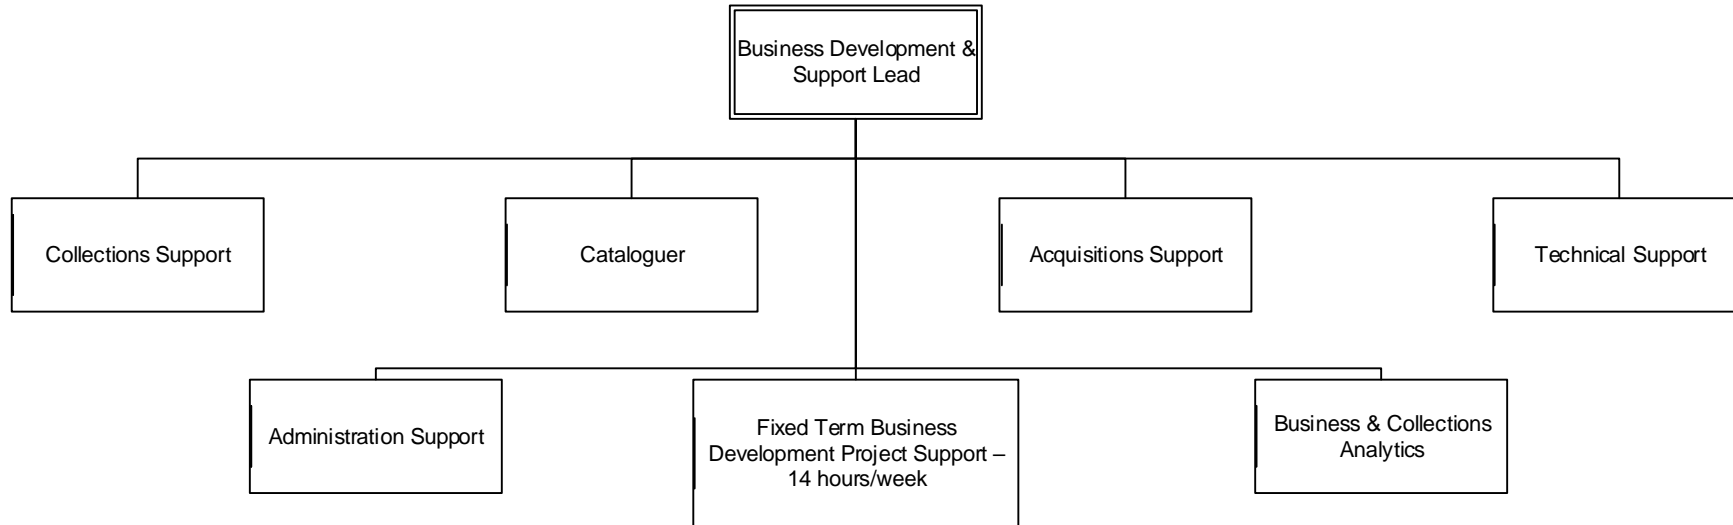 Business Development &
Support Lead
Collections Support
Cataloguer
Acquisitions Support
Technical Support
Administration Support
Fixed Term Business
Development Project Support –
14 hours/week
Business & Collections
Analytics